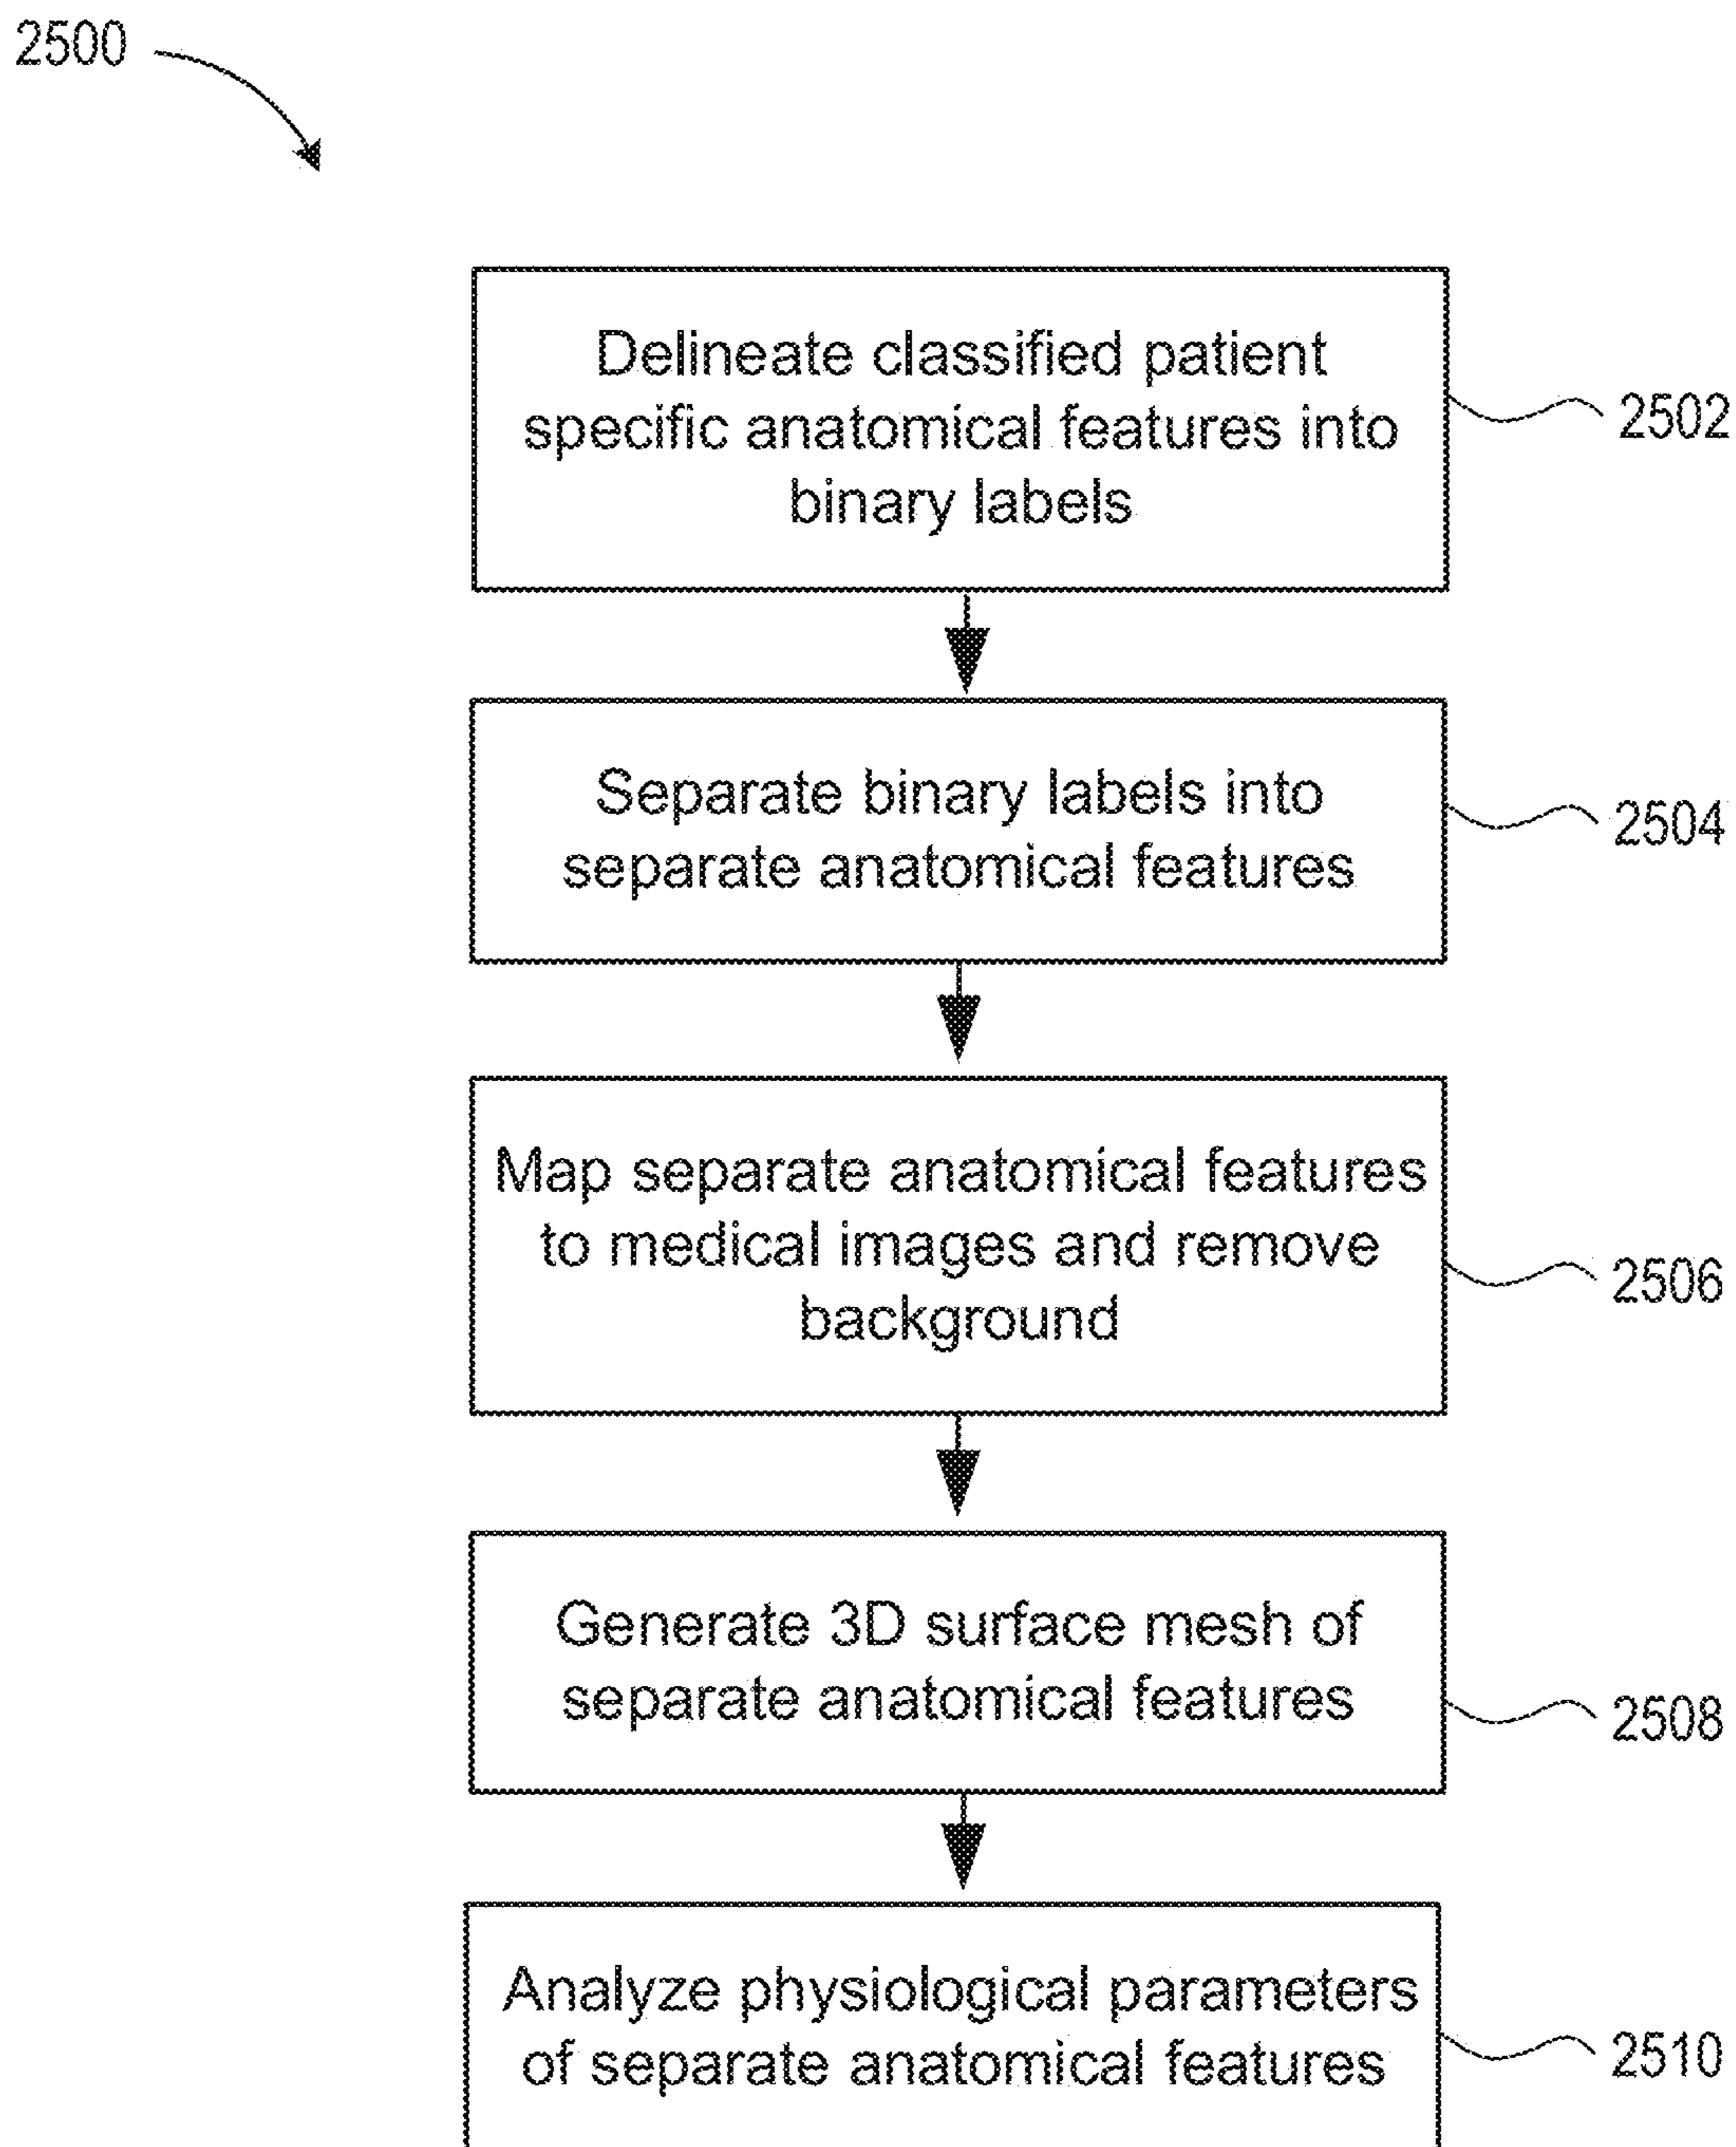 2500
Delineate classified patient
specific anatomical features into
binary labels
2502
Separate binary labels into
separate anatomical features
2504
Map separate anatomical features
to medical images and remove
background
2506
Generate 3D surface mesh of
separate anatomical features
2508
Analyze physiological parameters
of separate anatomical features
2510